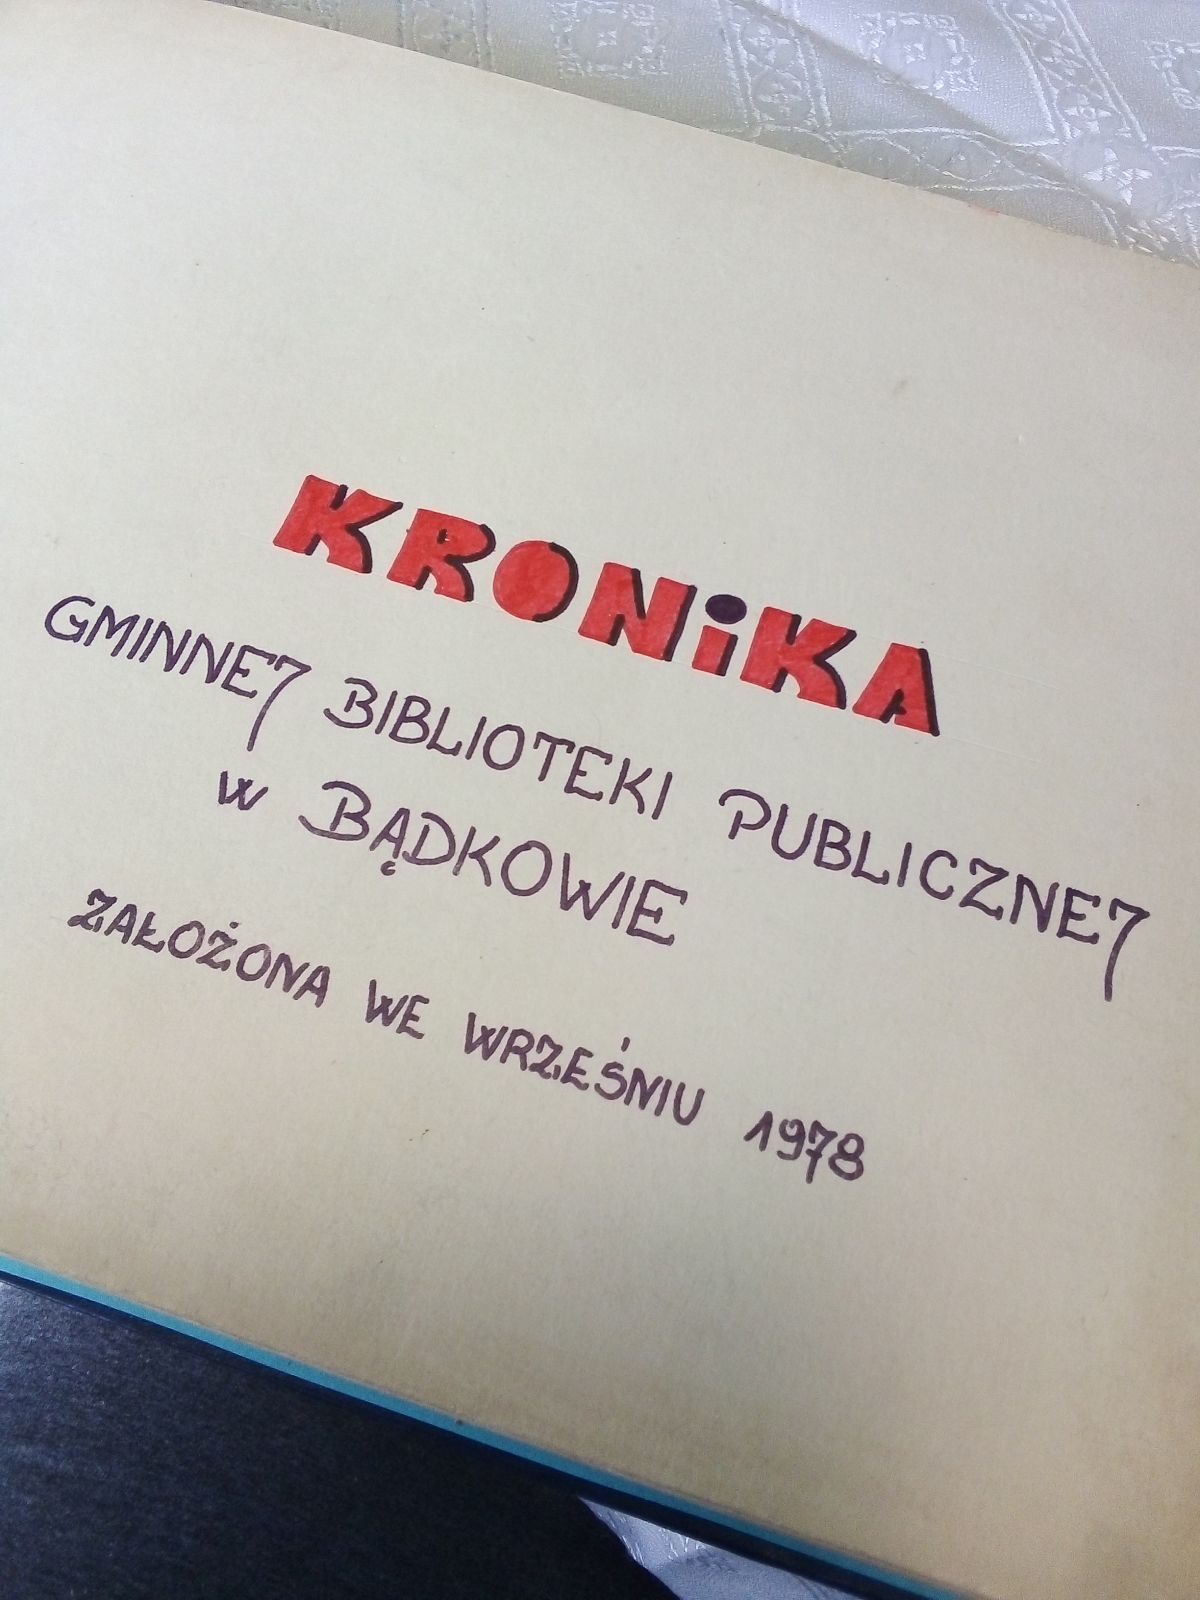 KRONiKA
GMINNEJ BIBLIOTEKI PUBLICZNEJ
W BĄDKOWIE
ZAŁOŻONA WE WRZEŚNIU 1978